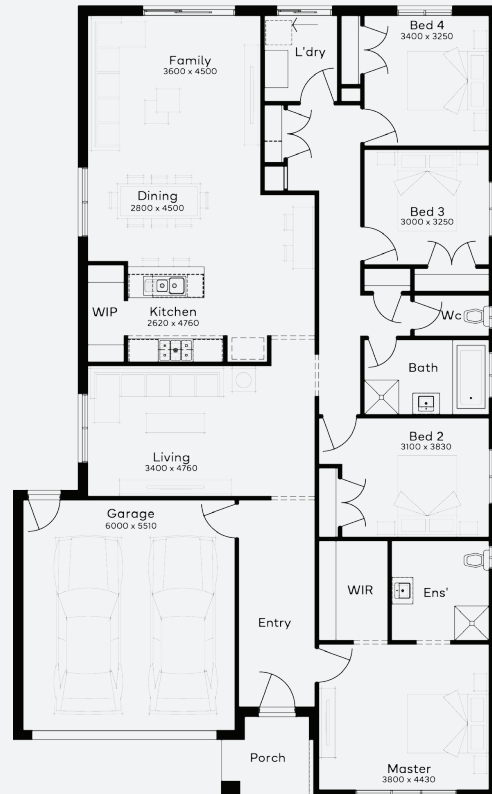 Bed 4
3400 x 3250
L'dry
Family
3600 x 4500
Dining
2800 x 4500
Bed 3
3000 x 3250
WIP
Kitchen
2620 x 4760
Wc
Bath
Living
3400 x 4760
Bed 2
3100 x 3830
Garage
6000 x 5510
WIR
Ens'
Entry
Porch
Master
3800 x 4430